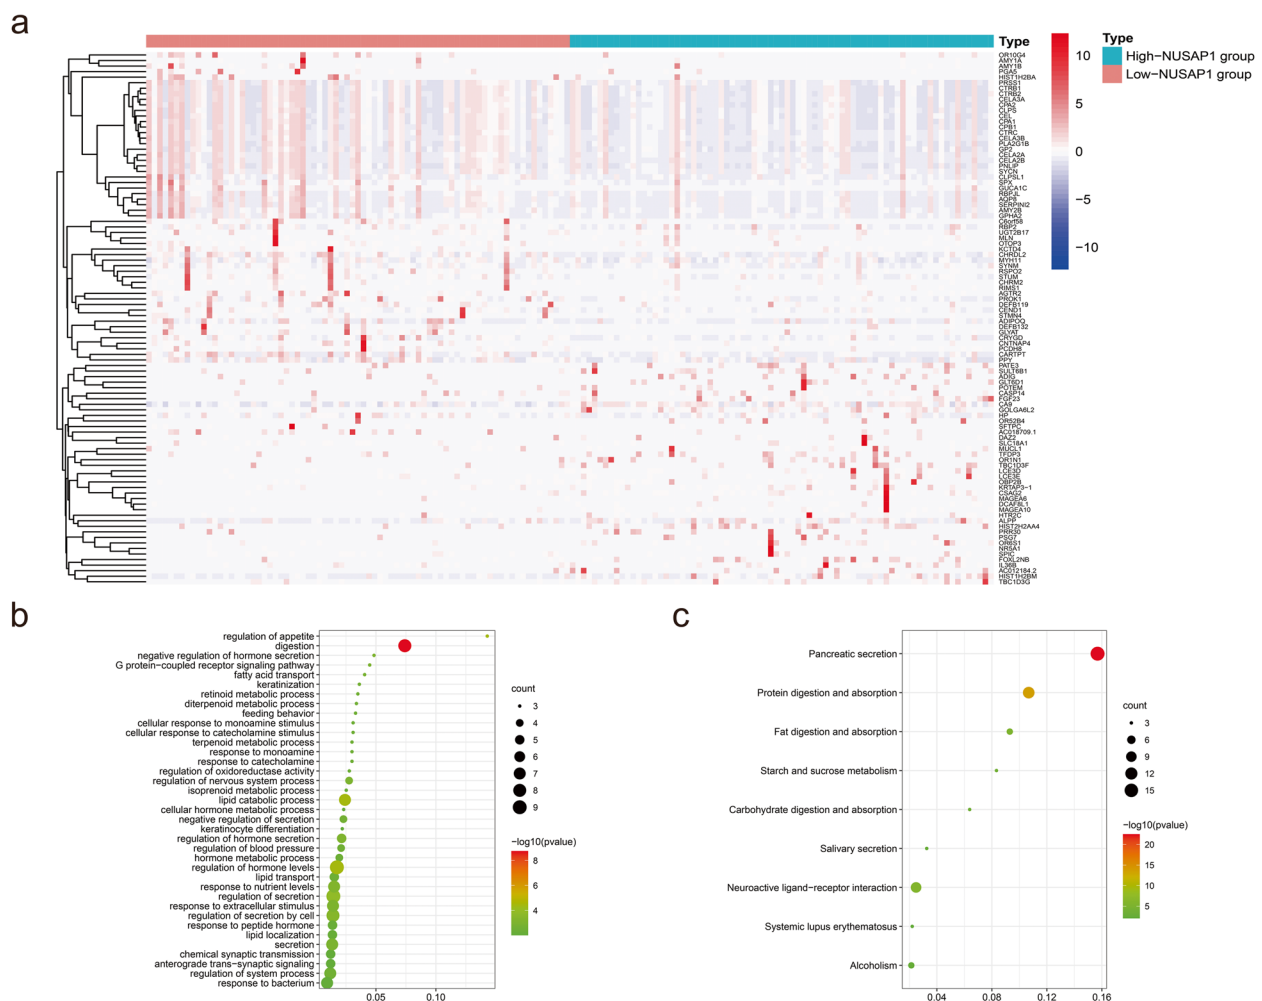 a
Type
Type
High−NUSAP1 group
Low−NUSAP1 group
10
5
0
−5
−10
OR10G4
AMY1A
AMY1B
PGA5
HIST1H2BA
PRSS1
CTRB1
CTRB2
CELA3A
CPA2
CLPS
CEL
CPA1
CPB1
CTRC
CELA3B
PLA2G1B
GP2
CELA2A
CELA2B
PNLIP
SYCN
CLPSL1
SPX
GUCA1C
RBPJL
AQP8
SERPINI2
AMY2B
GPHA2
C6orf58
RBP2
UGT2B17
MLN
OTOP3
KCTD4
CHRDL2
MYH11
SYNM
RSPO2
STUM
CHRM2
RIMS1
AGTR2
PROK1
DEFB119
CEND1
STMN4
ADIPOQ
DEFB132
GLYAT
CRYGD
CNTNAP4
PCDH8
CARTPT
PPY
PATE3
SULT6B1
ADIG
GLT6D1
POTEM
CASP14
FGF23
CA9
GOLGA6L2
HP
OR52B4
SFTPC
AC018709.1
DAZ2
SLC18A1
MUCL1
TFDP3
OR1N1
TBC1D3F
LCE3D
LCE3E
OBP2B
KRTAP3−1
CSAG2
MAGEA6
DCAF8L1
MAGEA10
HTR2C
ALPP
HIST2H2AA4
PRR30
PSG7
OR6S1
NR5A1
SPIC
FOXL2NB
IL36B
AC012184.2
HIST1H2BM
TBC1D3G
b
regulation of appetite
digestion
negative regulation of hormone secretion
G protein−coupled receptor signaling pathway
fatty acid transport
keratinization
retinoid metabolic process
diterpenoid metabolic process
feeding behavior
cellular response to monoamine stimulus
cellular response to catecholamine stimulus
terpenoid metabolic process
response to monoamine
response to catecholamine
regulation of oxidoreductase activity
regulation of nervous system process
isoprenoid metabolic process
lipid catabolic process
cellular hormone metabolic process
negative regulation of secretion
keratinocyte differentiation
regulation of hormone secretion
regulation of blood pressure
hormone metabolic process
regulation of hormone levels
lipid transport
response to nutrient levels
regulation of secretion
response to extracellular stimulus
regulation of secretion by cell
response to peptide hormone
lipid localization
secretion
chemical synaptic transmission
anterograde trans−synaptic signaling
regulation of system process
response to bacterium
0.05
0.10
count
3
4
5
6
7
8
9
−log10(pvalue)
8
6
4
c
Pancreatic secretion
Protein digestion and absorption
Fat digestion and absorption
Starch and sucrose metabolism
Carbohydrate digestion and absorption
Salivary secretion
Neuroactive ligand−receptor interaction
Systemic lupus erythematosus
Alcoholism
0.04
0.08
0.12
0.16
count
3
6
9
12
15
−log10(pvalue)
20
15
10
5